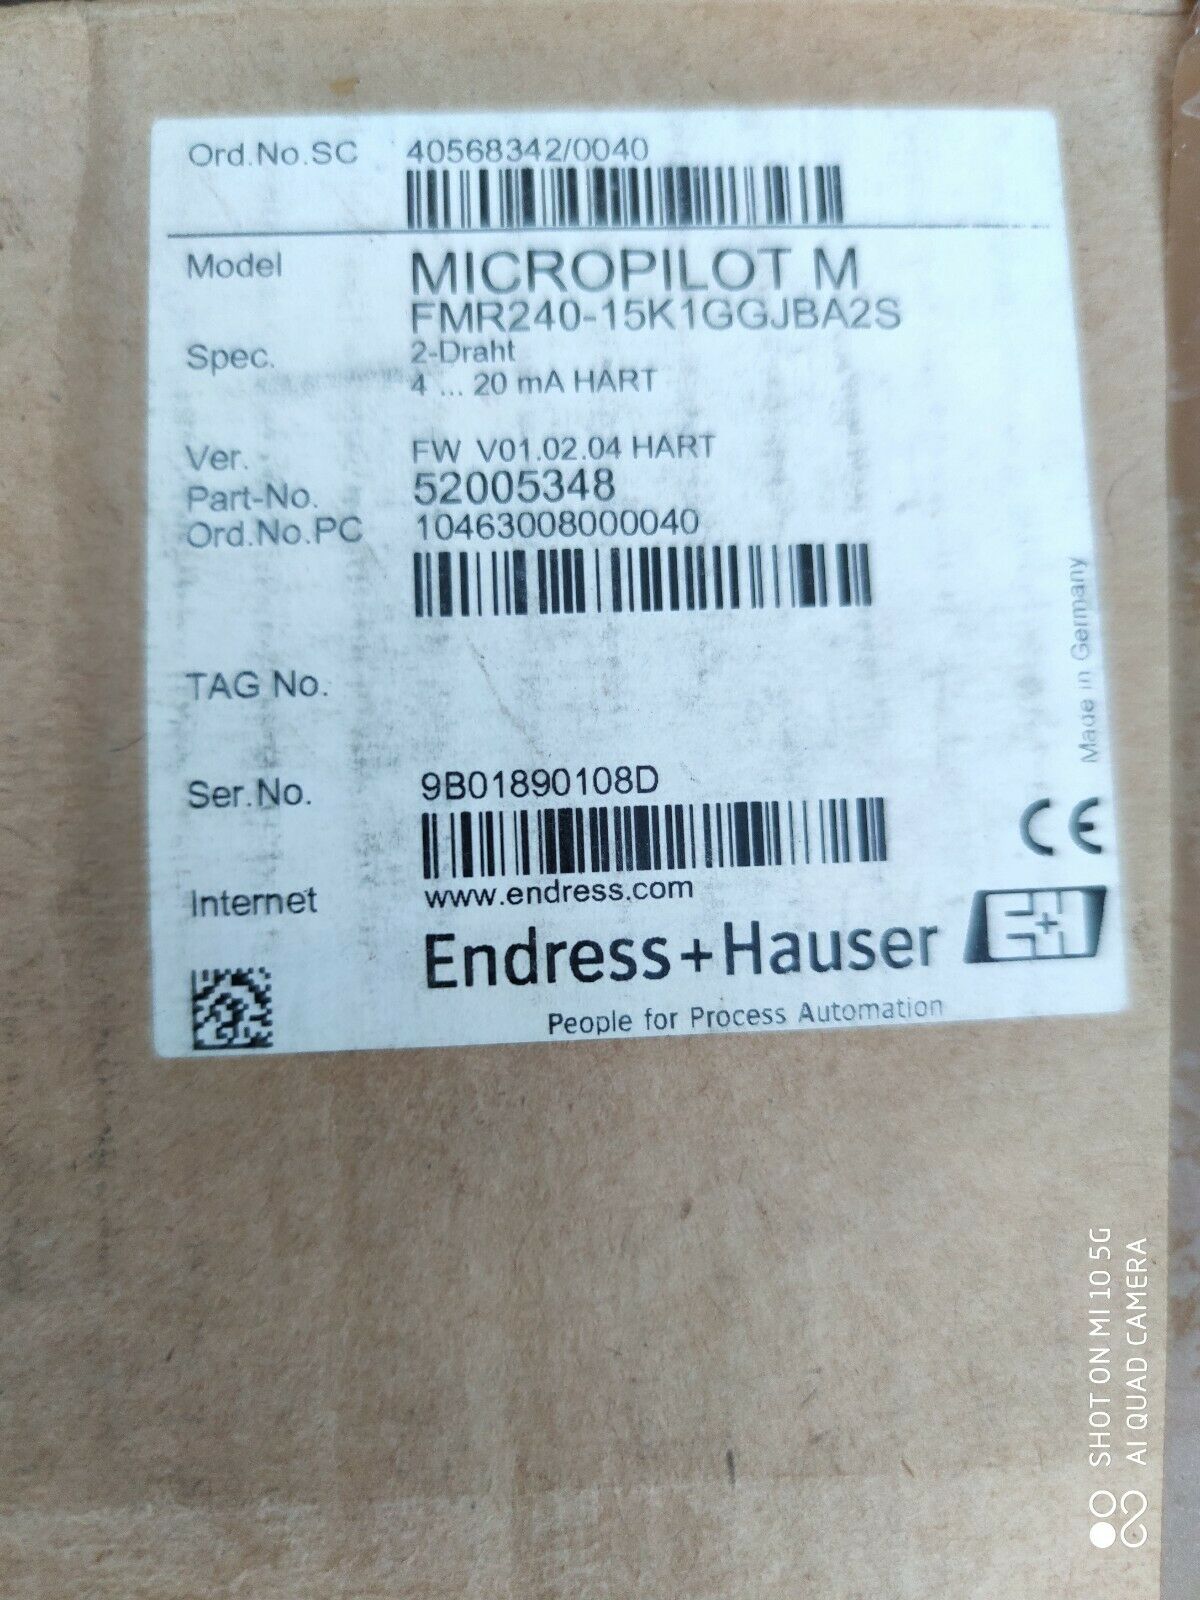 Ord.No.SC 40568342/0040
Model MICROPILOT M
FMR240-15K1GGJBA2S
Spec. 2-Draht
4 ... 20 mA HART
Ver. FW V01.02.04 HART
Part-No. 52005348
Ord.No.PC 10463008000040
Made in Germany
TAG No.
Ser.No. 9B01890108D
CE
Internet www.endress.com
Endress+Hauser
People for Process Automation
SHOT ON MI 10 5G
AI QUAD CAMERA